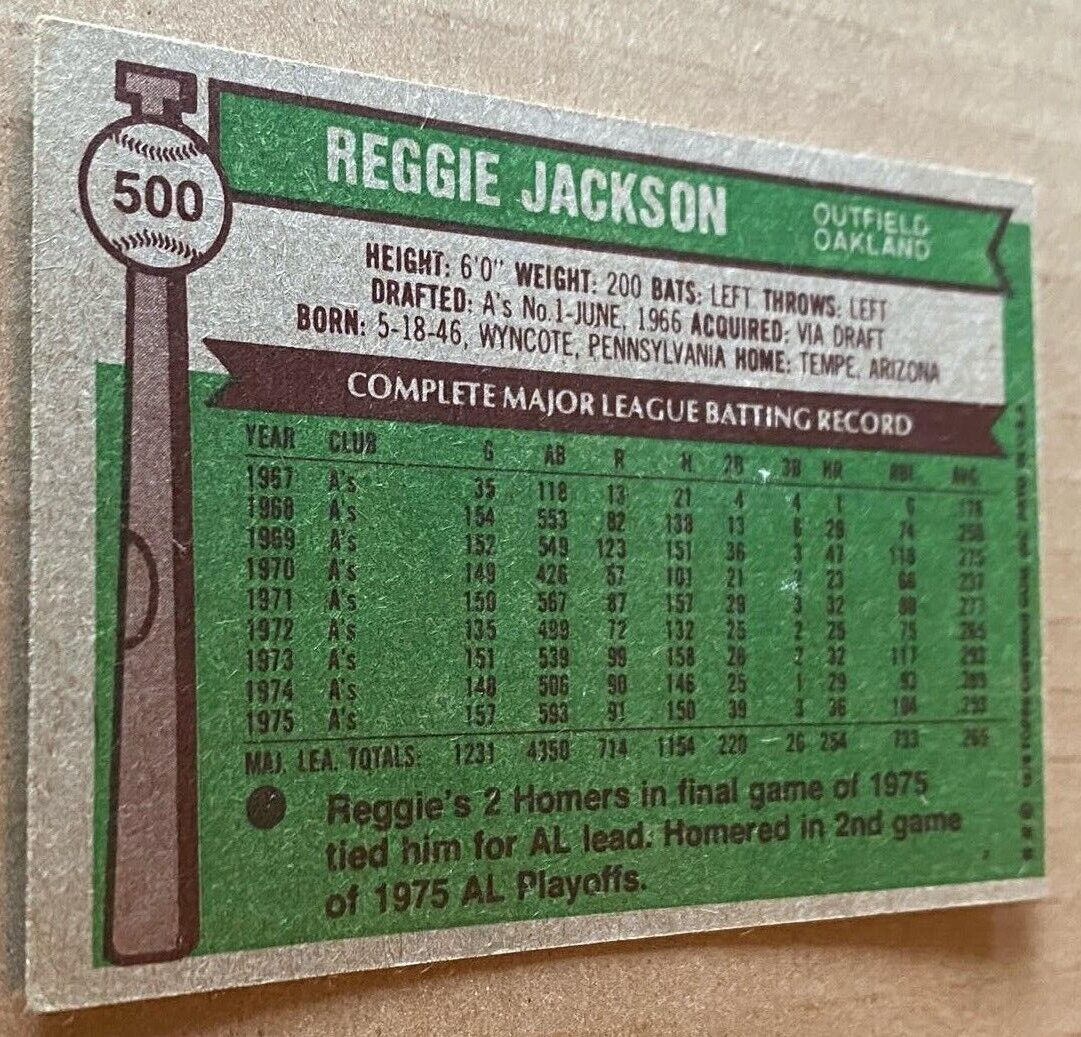 T
500
REGGIE JACKSON
OUTFIELD
OAKLAND
HEIGHT: 6'0" WEIGHT: 200 BATS: LEFT THROWS: LEFT
DRAFTED: A's No.1-JUNE, 1966 ACQUIRED: VIA DRAFT
BORN: 5-18-46, WYNCOTE, PENNSYLVANIA HOME: TEMPE, ARIZONA
COMPLETE MAJOR LEAGUE BATTING RECORD
YEAR CLUB G AB R H 2B 3B HR RBI AVG.
1967 A's 35 118 13 21 4 4 1 6 .178
1968 A's 154 553 82 138 13 6 29 74 .250
1969 A's 152 549 123 151 36 3 47 118 .275
1970 A's 149 426 57 101 21 2 23 66 .237
1971 A's 150 567 87 157 29 3 32 80 .277
1972 A's 135 499 72 132 25 2 25 75 .265
1973 A's 151 539 99 158 28 2 32 117 .293
1974 A's 148 506 90 146 25 1 29 93 .289
1975 A's 157 593 91 150 39 3 36 104 .253
MAJ. LEA. TOTALS: 1231 4350 714 1154 220 26 254 733 .265
Reggie's 2 Homers in final game of 1975
tied him for AL lead. Homered in 2nd game
of 1975 AL Playoffs.